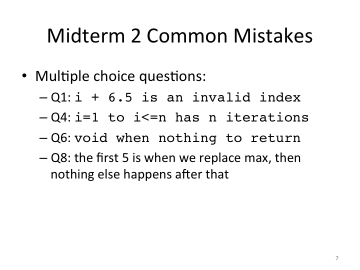 Midterm 2 Common Mistakes
• Multiple choice questions:
– Q1: i + 6.5 is an invalid index
– Q4: i=1 to i<=n has n iterations
– Q6: void when nothing to return
– Q8: the first 5 is when we replace max, then
nothing else happens after that
7